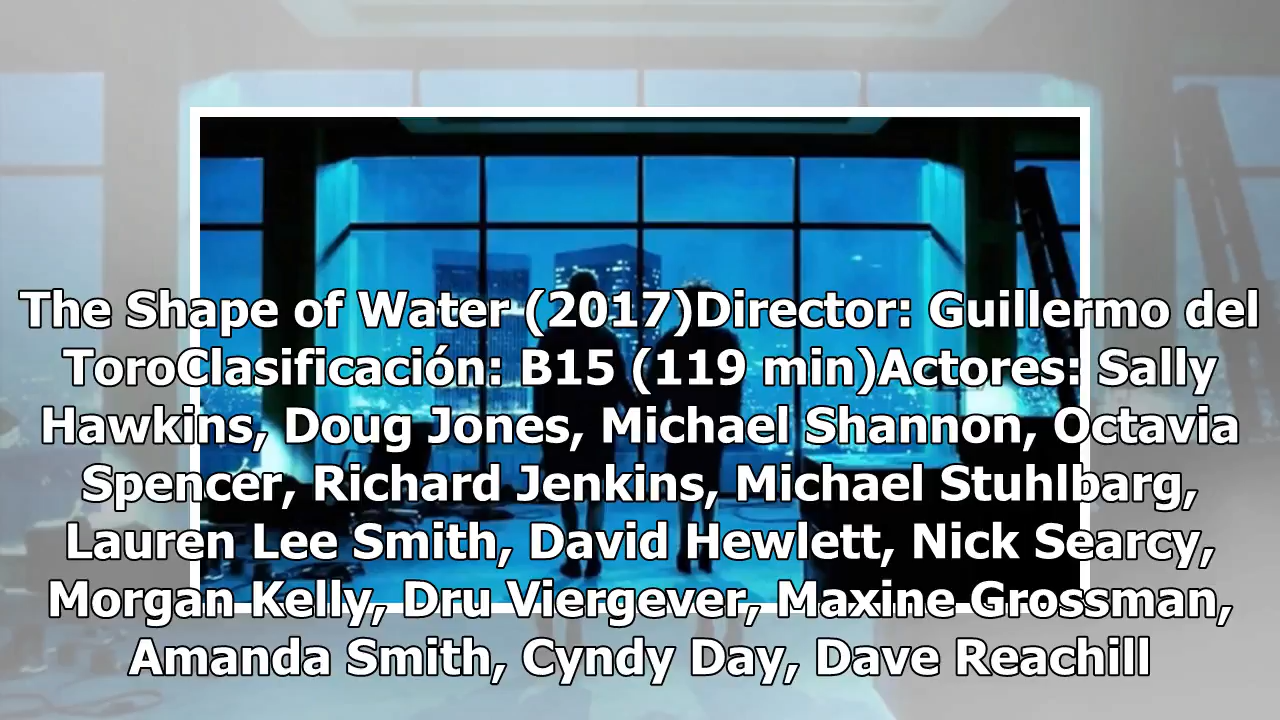 The Shape of Water (2017)Director: Guillermo del
ToroClasificación: B15 (119 min)Actores: Sally
Hawkins, Doug Jones, Michael Shannon, Octavia
Spencer, Richard Jenkins, Michael Stuhlbarg,
Lauren Lee Smith, David Hewlett, Nick Searcy,
Morgan Kelly, Dru Viergever, Maxine Grossman,
Amanda Smith, Cyndy Day, Dave Reachill